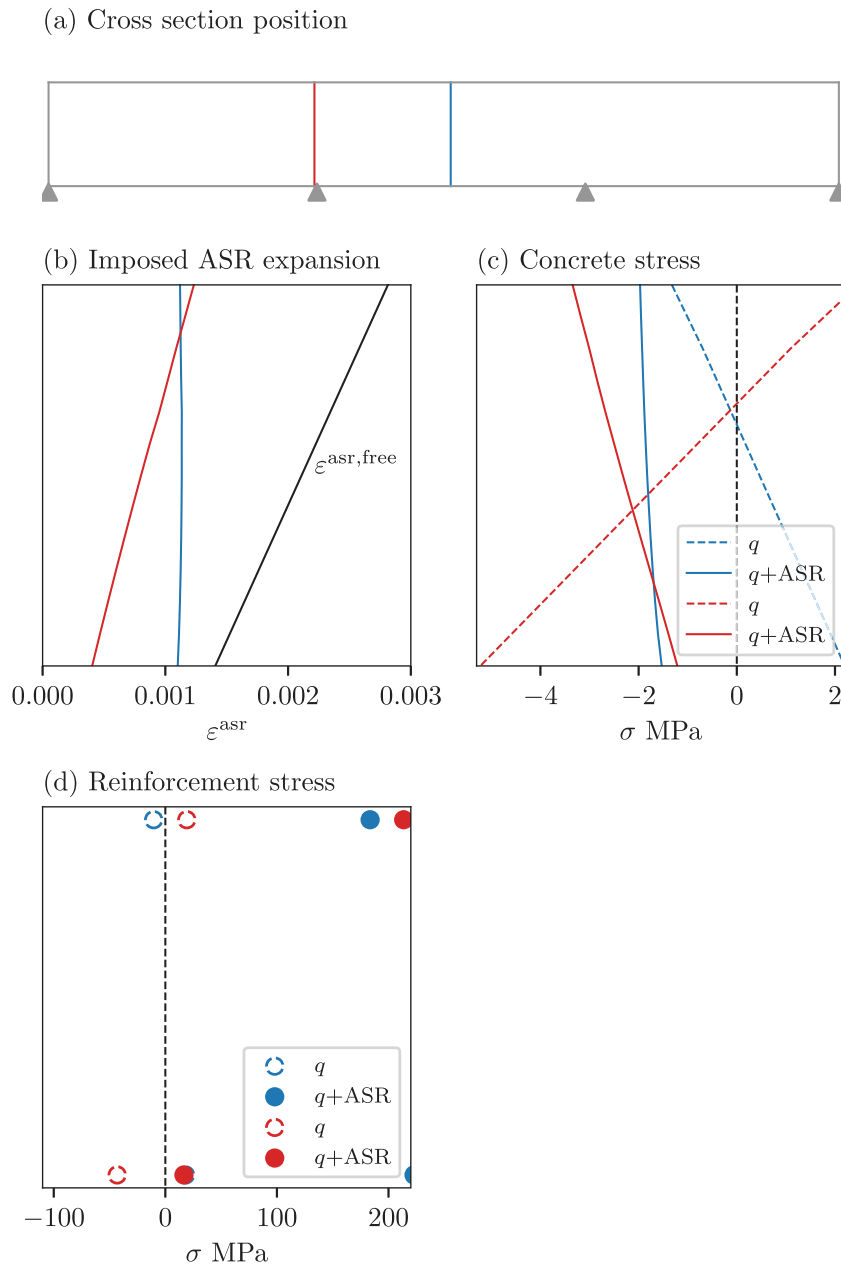 (a) Cross section position
(b) Imposed ASR expansion
(c) Concrete stress
ε^asr,free
q
q+ASR
q
q+ASR
0.000 0.001 0.002 0.003
−4 −2 0 2
ε^asr
σ MPa
(d) Reinforcement stress
q
q+ASR
q
q+ASR
−100 0 100 200
σ MPa